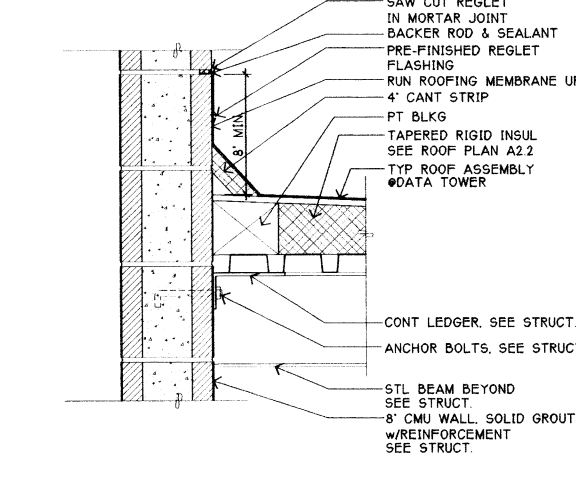 SAW CUT REGLET
IN MORTAR JOINT
BACKER ROD & SEALANT
PRE-FINISHED REGLET
FLASHING
RUN ROOFING MEMBRANE UP
4" CANT STRIP
8" MIN.
PT BLKG
TAPERED RIGID INSUL
SEE ROOF PLAN A2.2
TYP ROOF ASSEMBLY
@DATA TOWER
CONT LEDGER, SEE STRUCT.
ANCHOR BOLTS, SEE STRUCT
STL BEAM BEYOND
SEE STRUCT.
8" CMU WALL, SOLID GROUT
w/REINFORCEMENT
SEE STRUCT.